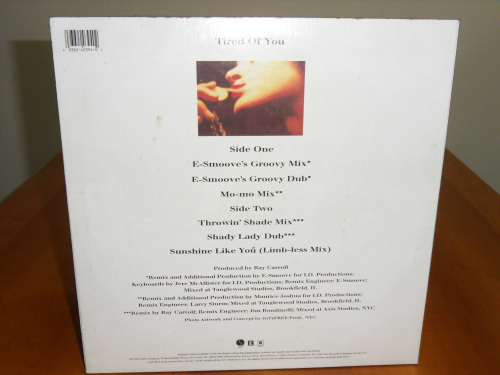 Tired Of You
Side One
E-Smoove's Groovy Mix*
E-Smoove's Groovy Dub*
Mo-mo Mix**
Side Two
Throwin' Shade Mix***
Shady Lady Dub***
Sunshine Like You (Limb-less Mix)
Produced by Ray Carroll
*Remix and Additional Production by E-Smoove for I.D. Productions;
Keyboards by Jere McAllister for I.D. Productions; Remix Engineer: E-Smoove;
Mixed at Tanglewood Studios, Brookfield, IL
**Remix and Additional Production by Maurice Joshua for I.D. Productions;
Remix Engineer: Larry Sturm; Mixed at Tanglewood Studios, Brookfield, IL
***Remix by Ray Carroll; Remix Engineer: Jim Bondinelli; Mixed at Axis Studios, NYC
Photo Artwork and Concept by NYC